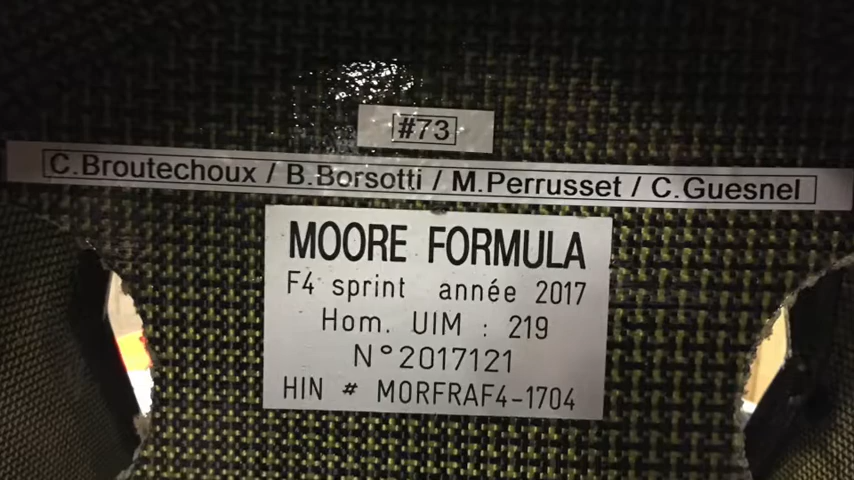 #73
C.Broutechoux / B.Borsotti / M.Perrusset / C.Guesnel
MOORE FORMULA
F4 sprint année 2017
Hom. UIM : 219
N°2017121
HIN # MORFRAF4-1704